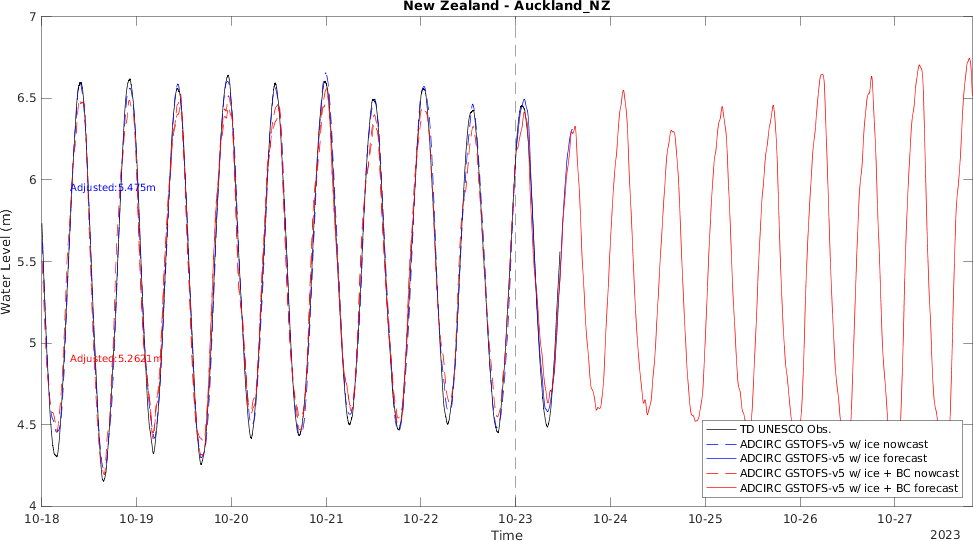 New Zealand - Auckland_NZ
7
6.5
6
5.5
5
4.5
4
Water Level (m)
Adjusted:5.475m
Adjusted:5.2621m
TD UNESCO Obs.
ADCIRC GSTOFS-v5 w/ ice nowcast
ADCIRC GSTOFS-v5 w/ ice forecast
ADCIRC GSTOFS-v5 w/ ice + BC nowcast
ADCIRC GSTOFS-v5 w/ ice + BC forecast
10-18 10-19 10-20 10-21 10-22 10-23 10-24 10-25 10-26 10-27
Time
2023